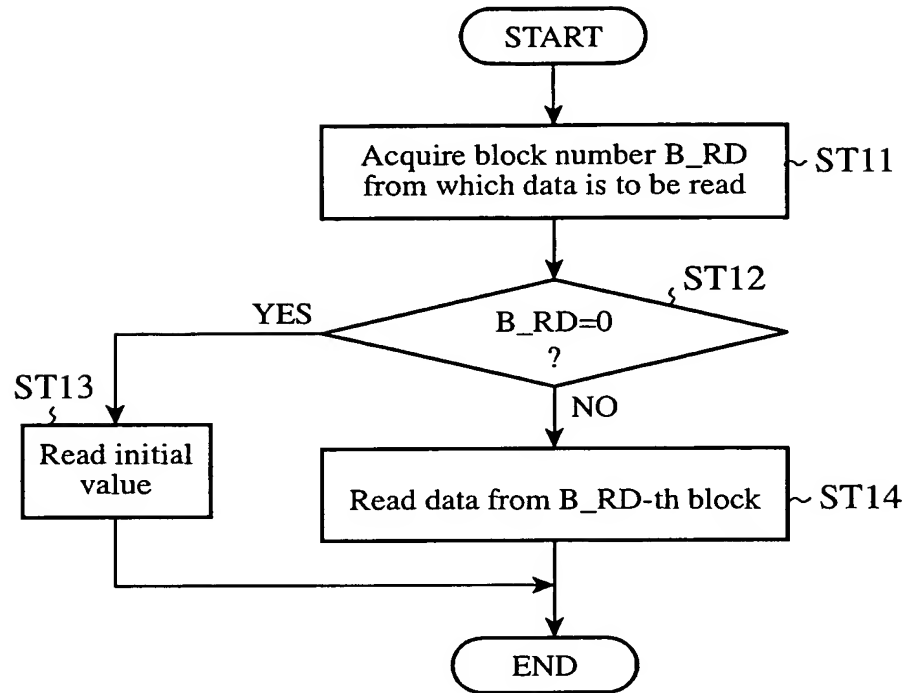 START
Acquire block number B_RD
from which data is to be read
ST11
ST12
YES
B_RD=0
?
ST13
NO
Read initial
value
Read data from B_RD-th block
ST14
END